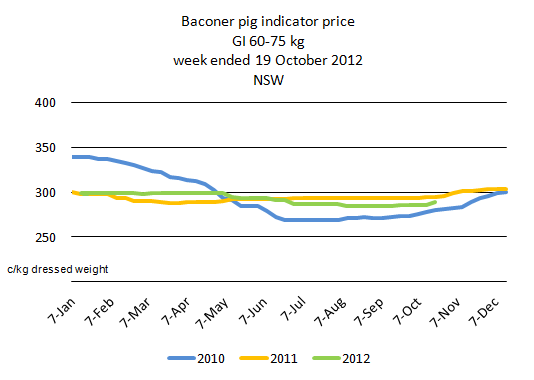 Baconer pig indicator price
GI 60-75 kg
week ended 19 October 2012
NSW
400
350
300
250
c/kg dressed weight
7-Jan
7-Feb
7-Mar
7-Apr
7-May
7-Jun
7-Jul
7-Aug
7-Sep
7-Oct
7-Nov
7-Dec
2010
2011
2012